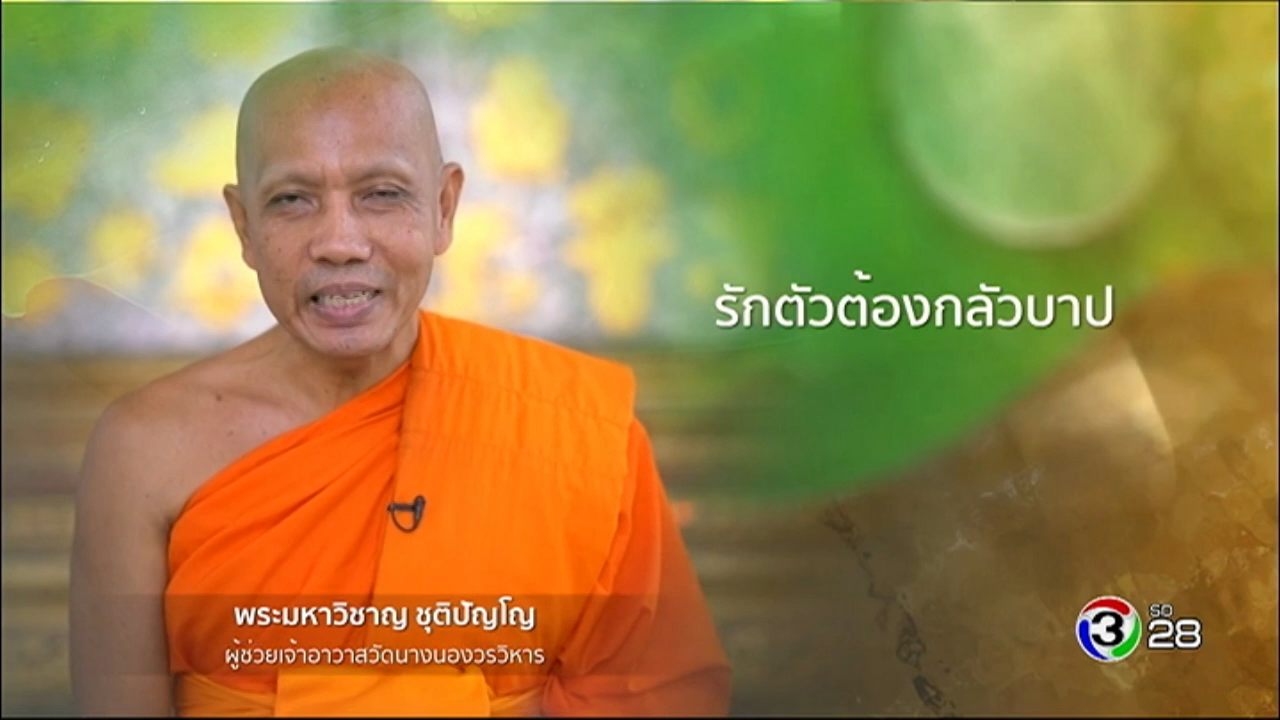 รักตัวต้องกลัวบาป
พระมหาวิชาญ ชุติปัญโญ
ผู้ช่วยเจ้าอาวาสวัดนางนองวรวิหาร
3 SD
28